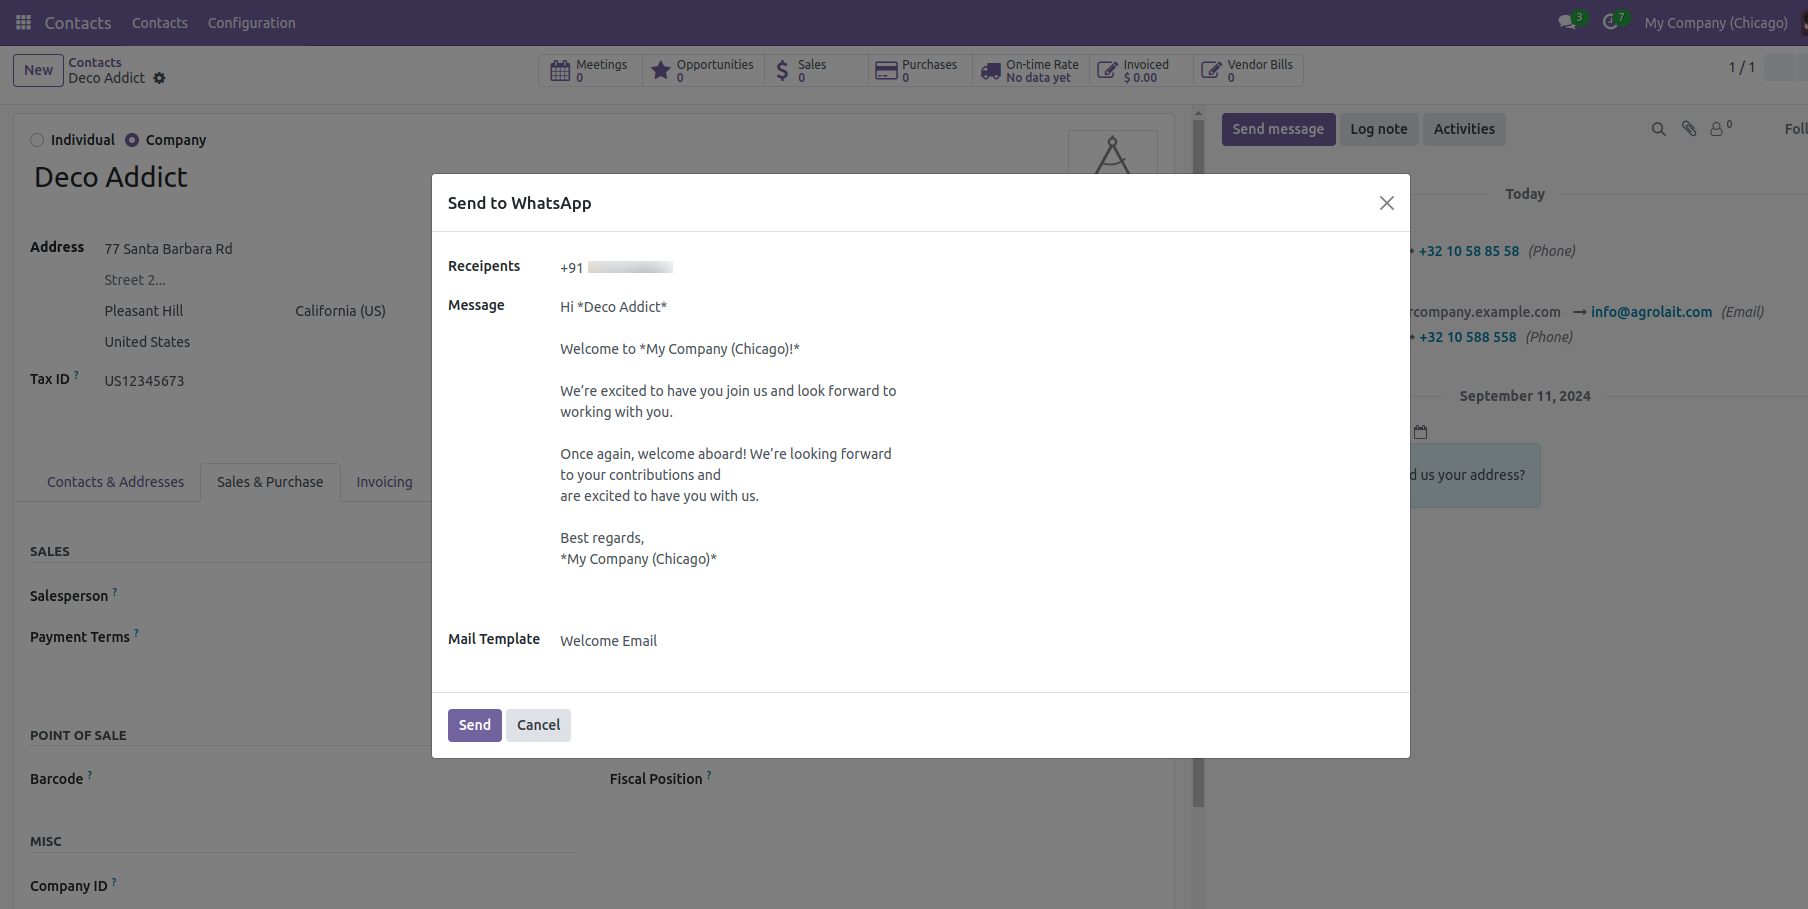 Contacts Contacts Configuration 3 7 My Company (Chicago)
New Contacts
Deco Addict
Meetings 0
Opportunities 0
Sales 0
Purchases 0
On-time Rate No data yet
Invoiced $ 0.00
Vendor Bills 0
1 / 1
Individual Company
Deco Addict
Address 77 Santa Barbara Rd
Street 2...
Pleasant Hill California (US)
United States
Tax ID ? US12345673
Contacts & Addresses Sales & Purchase Invoicing
SALES
Salesperson ?
Payment Terms ?
POINT OF SALE
Barcode ? Fiscal Position ?
MISC
Company ID ?
Send to WhatsApp
Receipents +91
Message Hi *Deco Addict*
Welcome to *My Company (Chicago)!*
We’re excited to have you join us and look forward to
working with you.
Once again, welcome aboard! We’re looking forward
to your contributions and
are excited to have you with us.
Best regards,
*My Company (Chicago)*
Mail Template Welcome Email
Send Cancel
Send message Log note Activities 0 Foll
Today
+32 10 58 85 58 (Phone)
rcompany.example.com → info@agrolait.com (Email)
+32 10 588 558 (Phone)
September 11, 2024
d us your address?